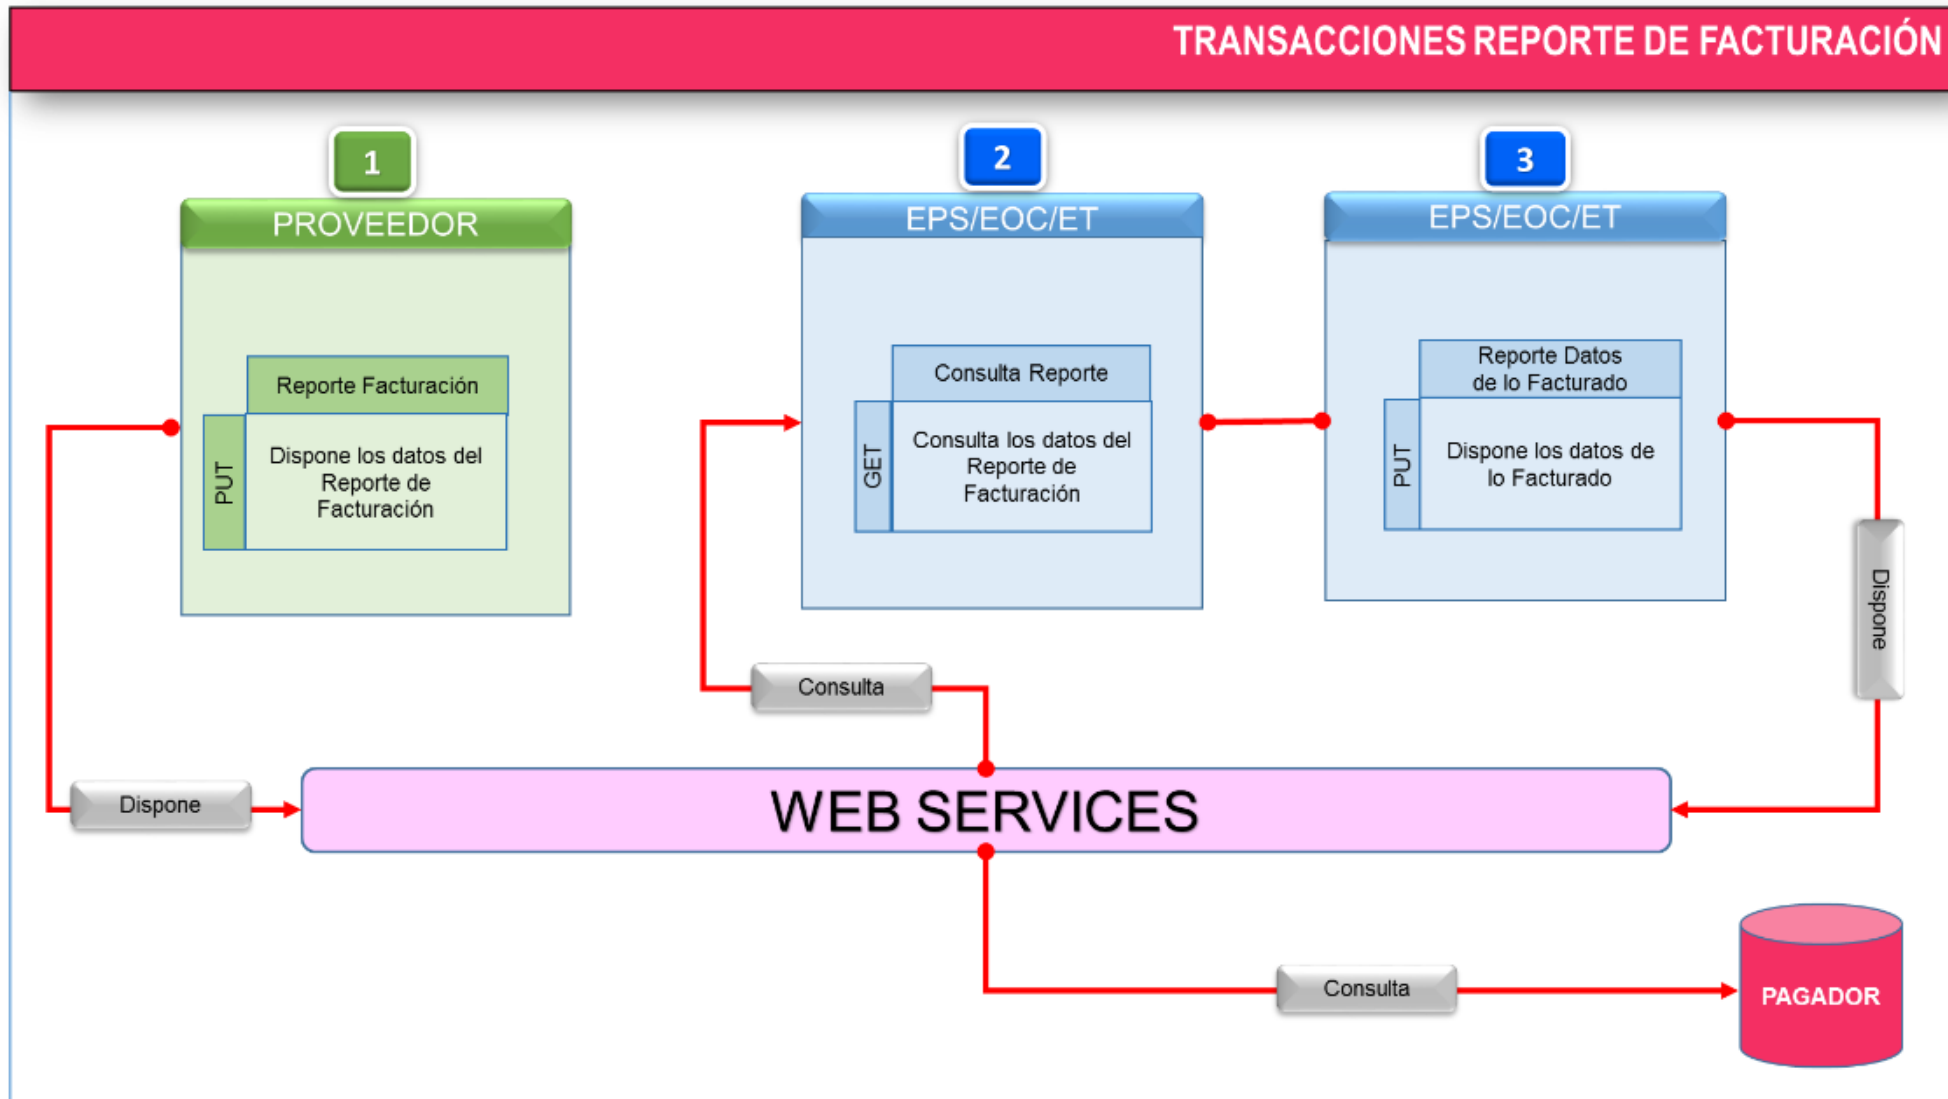 TRANSACCIONES REPORTE DE FACTURACIÓN
1
PROVEEDOR
Reporte Facturación
PUT
Dispone los datos del
Reporte de
Facturación
2
EPS/EOC/ET
Consulta Reporte
GET
Consulta los datos del
Reporte de
Facturación
3
EPS/EOC/ET
Reporte Datos
de lo Facturado
PUT
Dispone los datos de
lo Facturado
Dispone
Consulta
Dispone
WEB SERVICES
Consulta
PAGADOR